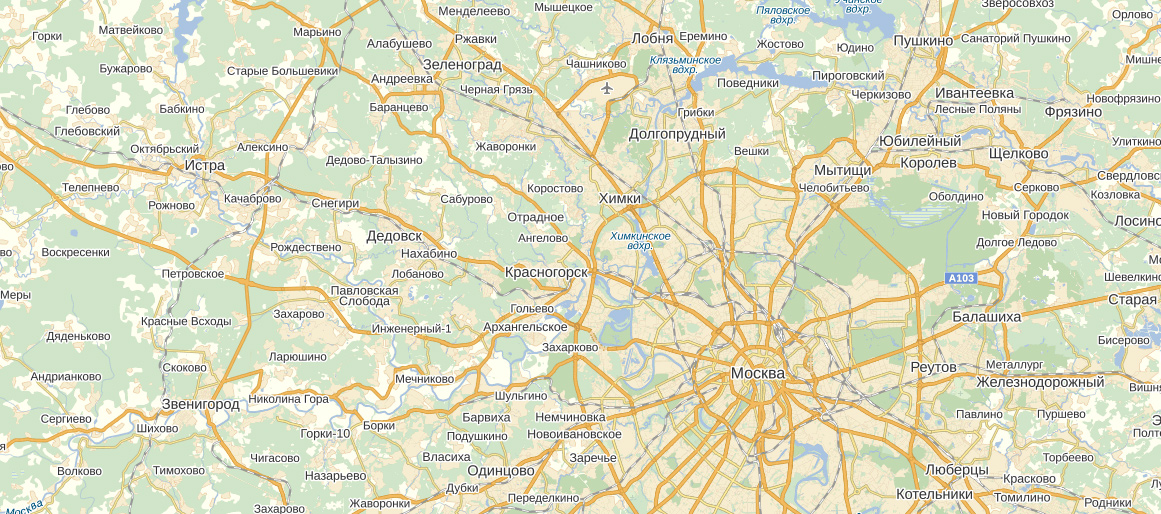 Учинское
вдхр.
Зверосовхоз
Мышецкое
Пяловское
вдхр.
Менделеево
Орлово
Матвейково
Марьино
Горки
Ржавки
Алабушево
Лобня
Еремино
Жостово
Юдино
Пушкино
Санаторий Пушкино
Бужарово
Старые Большевики
Зеленоград
Чашниково
Клязьминское
вдхр.
Андреевка
Пироговский
Черная Грязь
Поведники
Черкизово
Ивантеевка
Новофрязино
Глебово
Бабкино
Баранцево
Грибки
Лесные Поляны
Фрязино
Глебовский
Долгопрудный
Юбилейный
Октябрьский
Алексино
Жаворонки
Вешки
Щелково
Истра
Дедово-Талызино
Мытищи
Королев
Телепнево
Коростово
Челобитьево
Серково
Рожново
Качаброво
Снегири
Сабурово
Химки
Оболдино
Козловка
Отрадное
Новый Городок
Дедовск
Ангелово
Химкинское
вдхр.
Рождествено
Воскресенки
Нахабино
Долгое Ледово
Петровское
Лобаново
Красногорск
А103
Меры
Павловская
Слобода
Старая
Красные Всходы
Захарово
Гольево
Балашиха
Дяденьково
Инженерный-1
Архангельское
Бисерово
Захарково
Ларюшино
Скоково
Андрианково
Мечниково
Москва
Реутов
Металлург
Железнодорожный
Звенигород
Николина Гора
Шульгино
Сергиево
Шихово
Борки
Барвиха
Немчиновка
Павлино
Пуршево
Горки-10
Подушкино
Новоивановское
Волково
Тимохово
Чигасово
Власиха
Заречье
Торбеево
Назарьево
Одинцово
Люберцы
Красково
Дубки
Москва
Захарово
Жаворонки
Переделкино
Котельники
Томилино
Родники